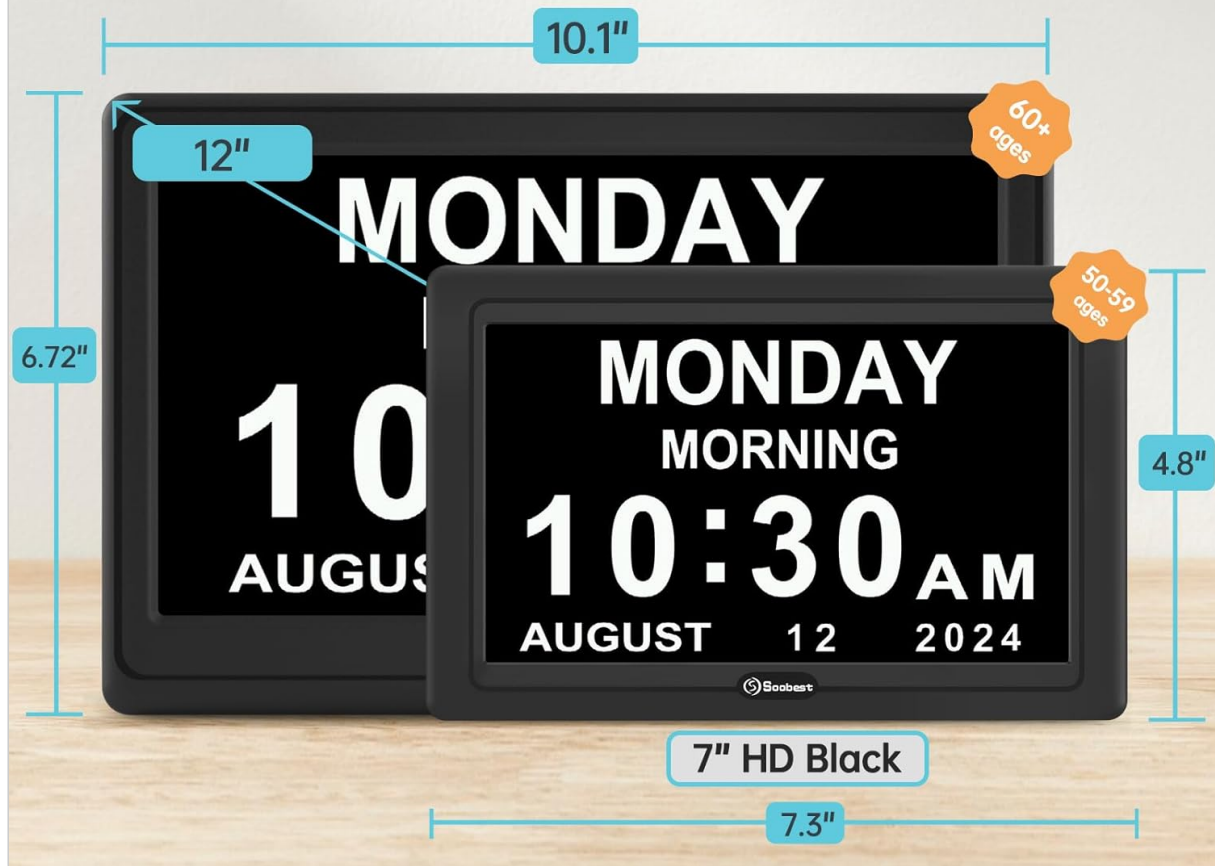 10.1"
60+
ages
12"
MONDAY
6.72"
10
AUGUS
50-59
ages
MONDAY
MORNING
10:30 AM
AUGUST 12 2024
Soobest
4.8"
7" HD Black
7.3"